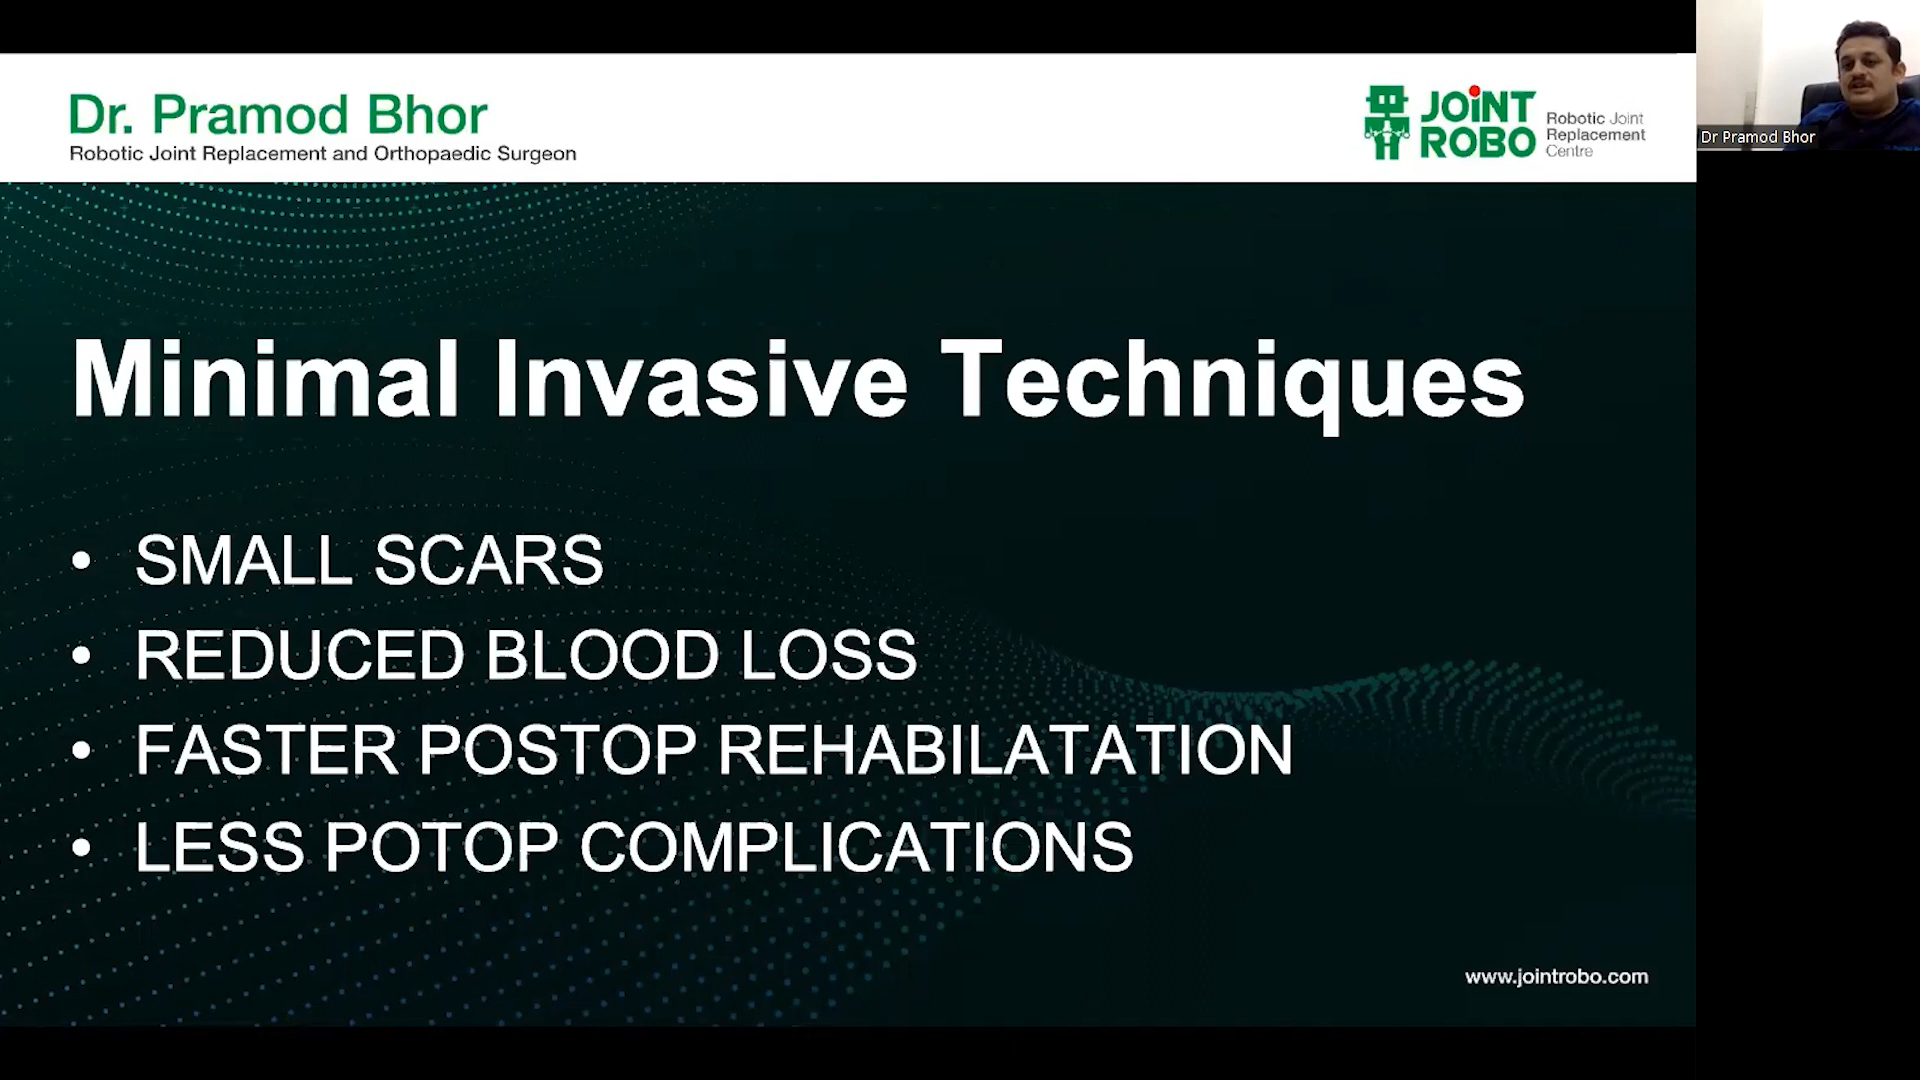 Dr. Pramod Bhor
Robotic Joint Replacement and Orthopaedic Surgeon
JOINT
ROBO
Robotic Joint
Replacement
Centre
Dr Pramod Bhor
Minimal Invasive Techniques
• SMALL SCARS
• REDUCED BLOOD LOSS
• FASTER POSTOP REHABILATATION
• LESS POTOP COMPLICATIONS
www.jointrobo.com